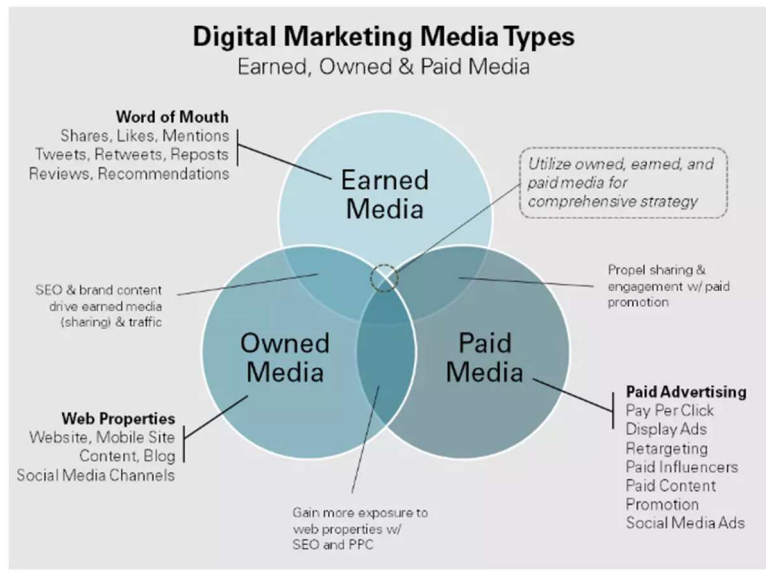 Digital Marketing Media Types
Earned, Owned & Paid Media
Word of Mouth
Shares, Likes, Mentions
Tweets, Retweets, Reposts
Reviews, Recommendations
Earned
Media
Utilize owned, earned, and
paid media for
comprehensive strategy
SEO & brand content
drive earned media
(sharing) & traffic
Propel sharing &
engagement w/ paid
promotion
Owned
Media
Paid
Media
Web Properties
Website, Mobile Site
Content, Blog
Social Media Channels
Paid Advertising
Pay Per Click
Display Ads
Retargeting
Paid Influencers
Paid Content
Promotion
Social Media Ads
Gain more exposure to
web properties w/
SEO and PPC